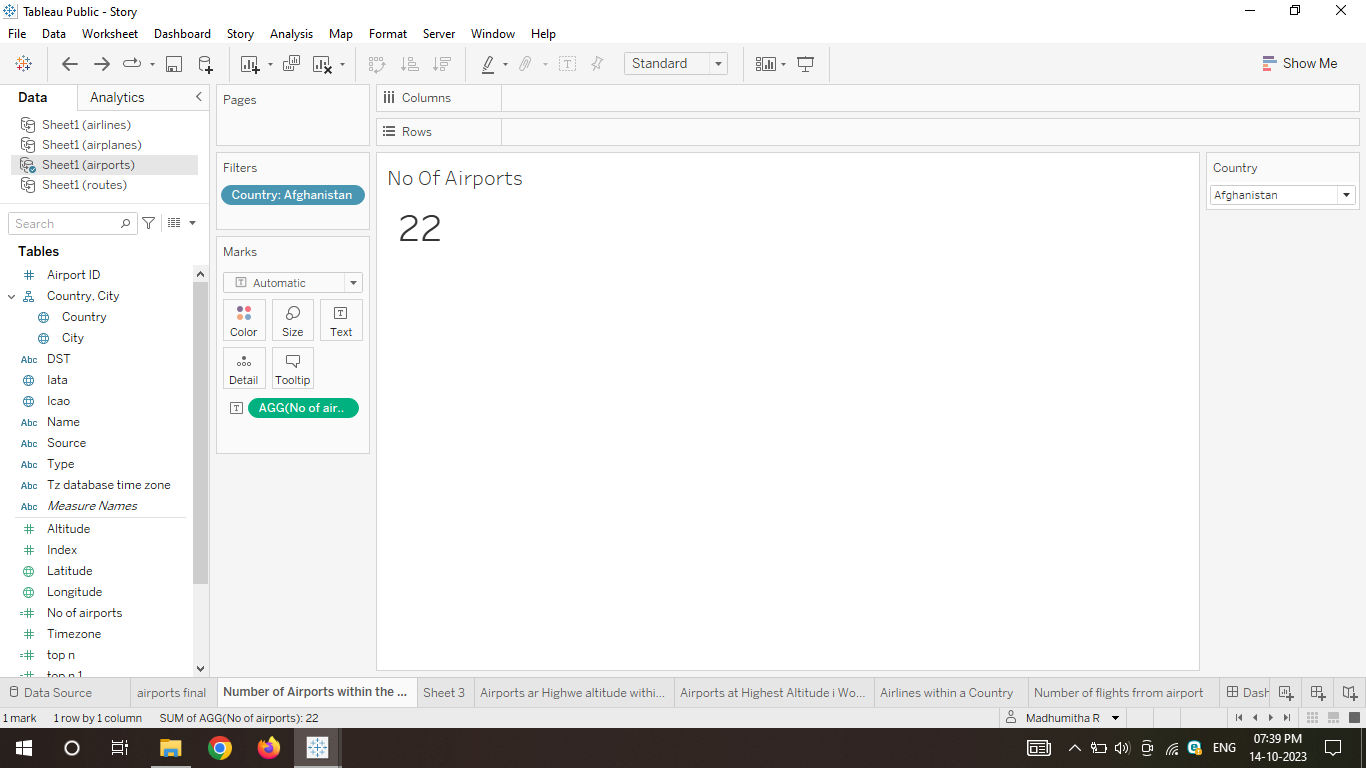 Tableau Public - Story
File Data Worksheet Dashboard Story Analysis Map Format Server Window Help
Standard
Show Me
Data Analytics
Sheet1 (airlines)
Sheet1 (airplanes)
Sheet1 (airports)
Sheet1 (routes)
Search
Tables
Airport ID
Country, City
Country
City
Abc DST
Iata
Icao
Abc Name
Abc Source
Abc Type
Abc Tz database time zone
Abc Measure Names
Altitude
Index
Latitude
Longitude
No of airports
Timezone
top n
top n 1
Pages
Filters
Country: Afghanistan
Marks
Automatic
Color Size Text
Detail Tooltip
AGG(No of air..
Columns
Rows
No Of Airports
22
Country
Afghanistan
Data Source airports final Number of Airports within the ... Sheet 3 Airports ar Highwe altitude withi... Airports at Highest Altitude i Wo... Airlines within a Country Number of flights frrom airport Dash
1 mark 1 row by 1 column SUM of AGG(No of airports): 22 Madhumitha R
ENG 07:39 PM
14-10-2023